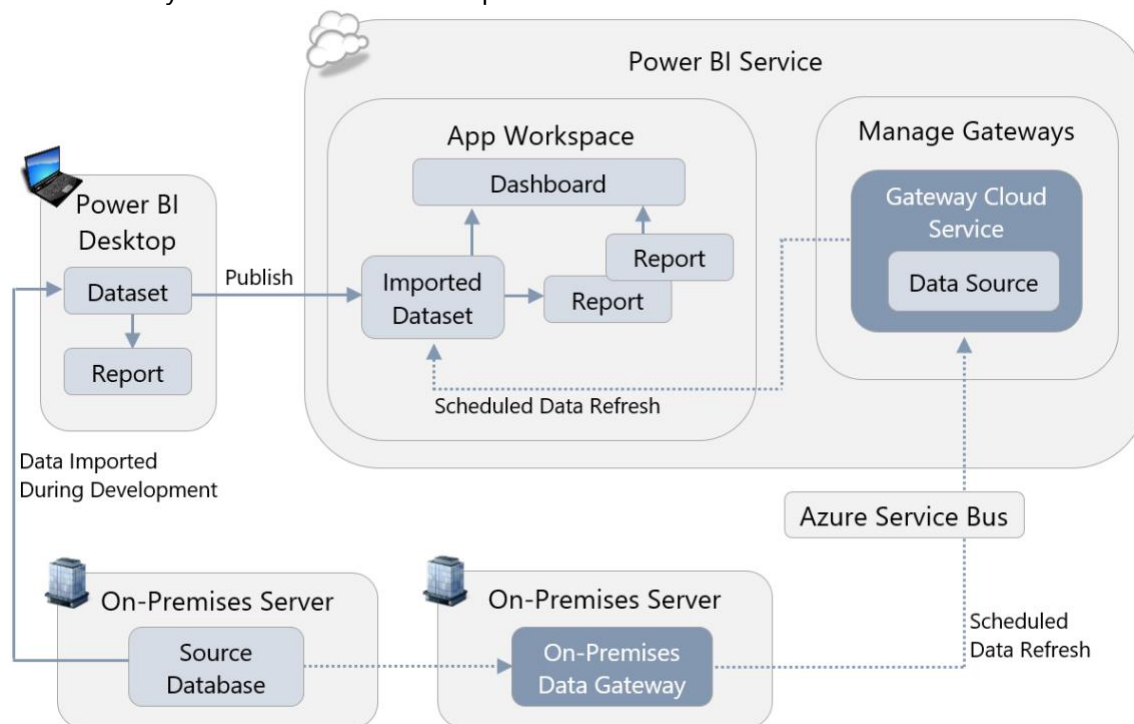 Power BI Service
App Workspace
Dashboard
Imported
Dataset
Report
Report
Scheduled Data Refresh
Manage Gateways
Gateway Cloud
Service
Data Source
Power BI
Desktop
Dataset
Report
Publish
Data Imported
During Development
Azure Service Bus
On-Premises Server
Source
Database
On-Premises Server
On-Premises
Data Gateway
Scheduled
Data Refresh